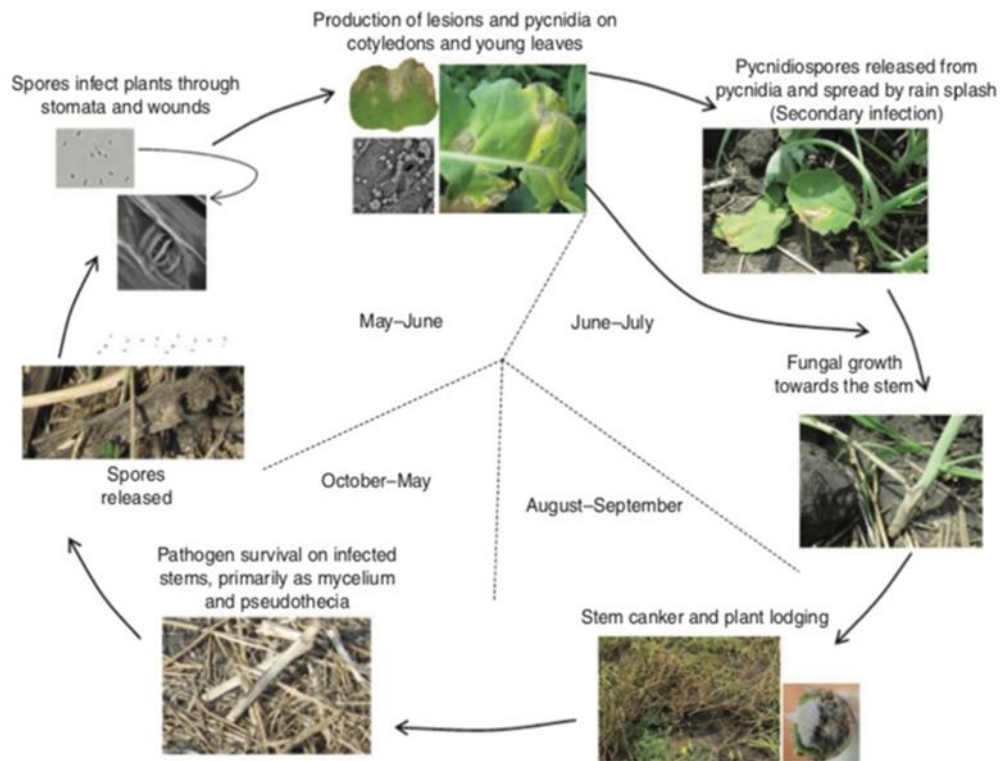 Production of lesions and pycnidia on
cotyledons and young leaves
Spores infect plants through
stomata and wounds
Pycnidiospores released from
pycnidia and spread by rain splash
(Secondary infection)
May–June
June–July
Fungal growth
towards the stem
Spores
released
October–May
August–September
Pathogen survival on infected
stems, primarily as mycelium
and pseudothecia
Stem canker and plant lodging